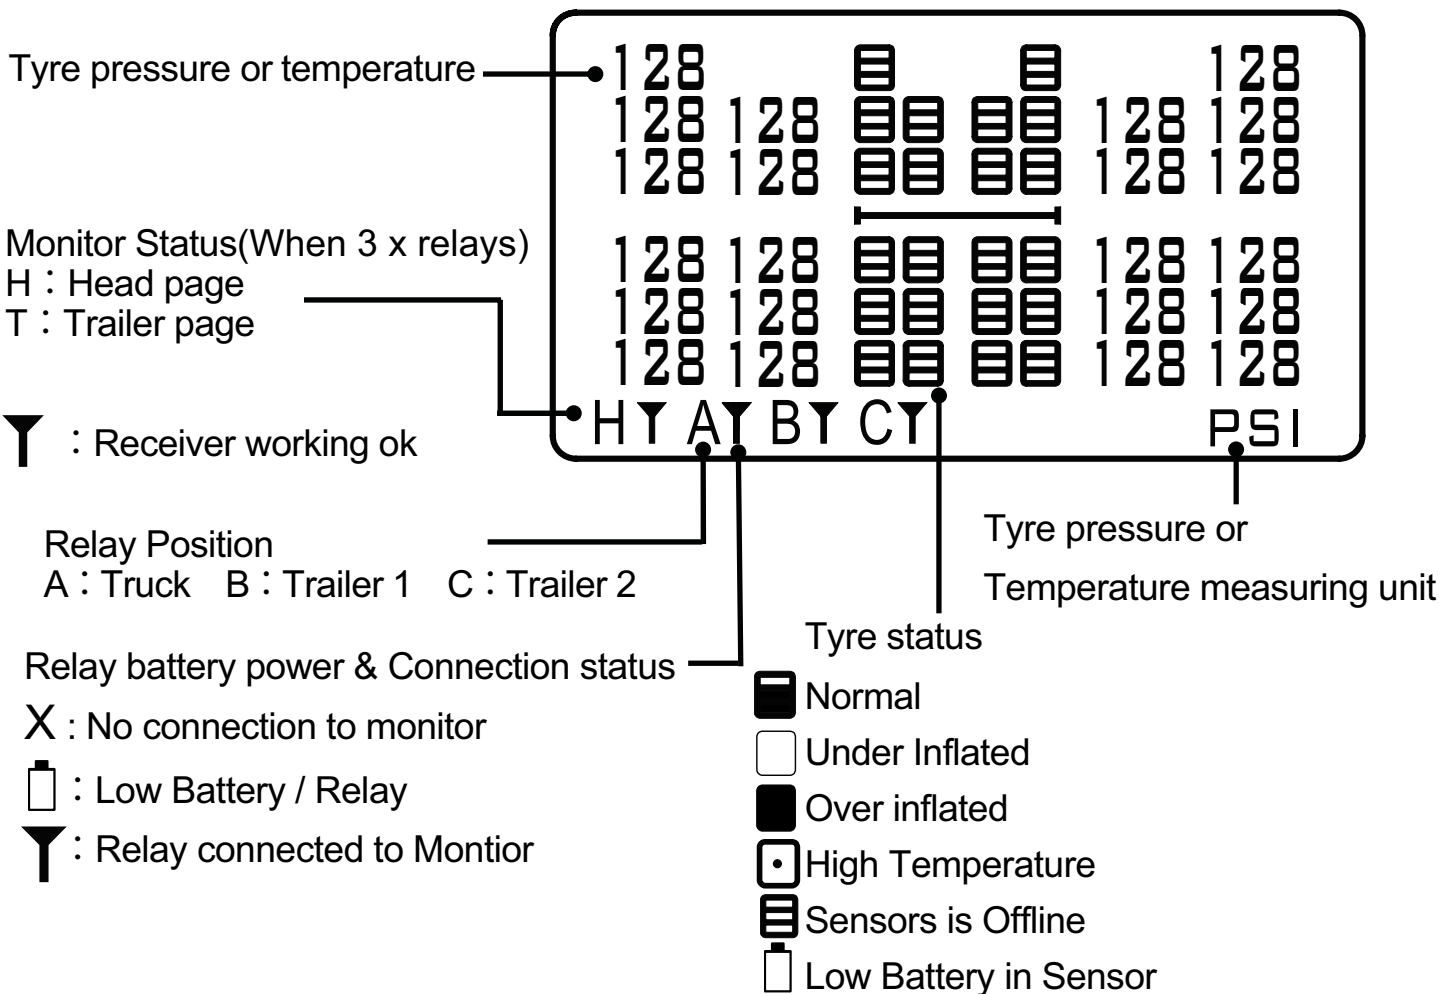 Tyre pressure or temperature
128 128
128 128 128 128
128 128 128 128
Monitor Status(When 3 x relays)
H：Head page
T：Trailer page
128 128 128 128
128 128 128 128
128 128 128 128
H A B C PSI
：Receiver working ok
Relay Position
A：Truck B：Trailer 1 C：Trailer 2
Tyre pressure or
Temperature measuring unit
Relay battery power & Connection status
X : No connection to monitor
：Low Battery / Relay
：Relay connected to Montior
Tyre status
Normal
Under Inflated
Over inflated
High Temperature
Sensors is Offline
Low Battery in Sensor